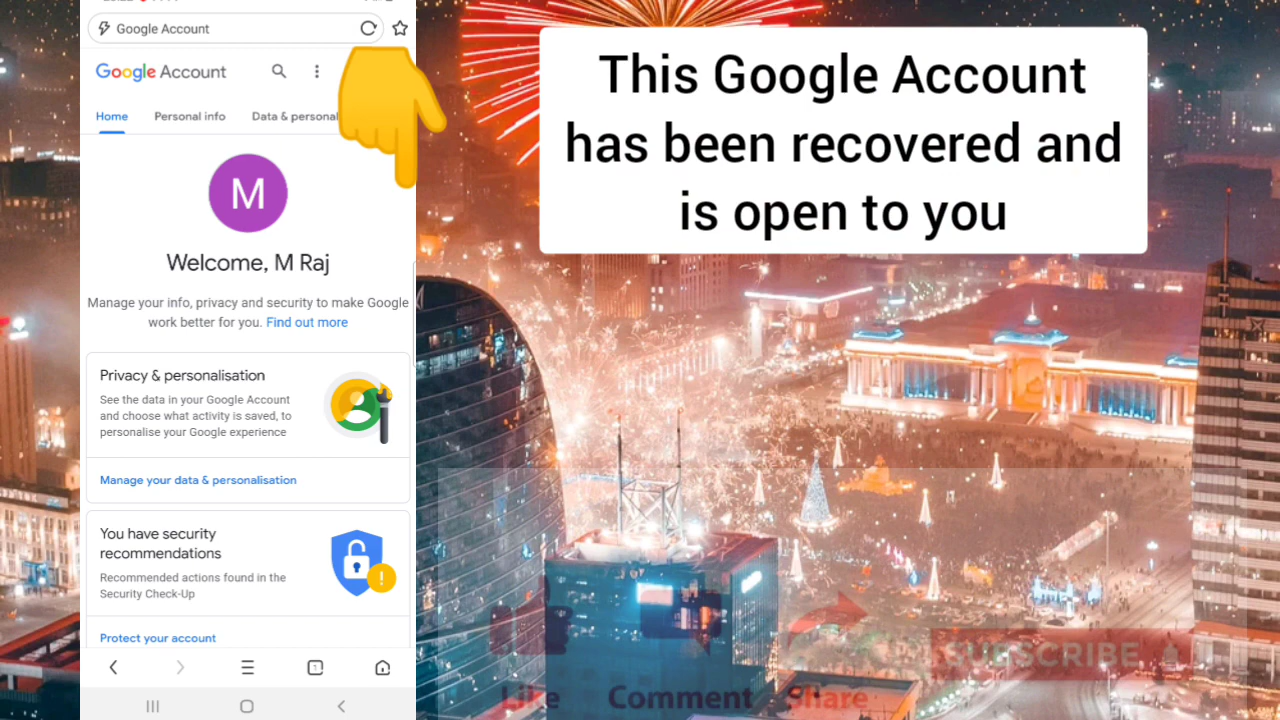 Google Account
Google Account
Home Personal info Data & personal
M
Welcome, M Raj
Manage your info, privacy and security to make Google
work better for you. Find out more
Privacy & personalisation
See the data in your Google Account
and choose what activity is saved, to
personalise your Google experience
Manage your data & personalisation
You have security
recommendations
Recommended actions found in the
Security Check-Up
Protect your account
This Google Account
has been recovered and
is open to you
SUBSCRIBE
Like Comment Share